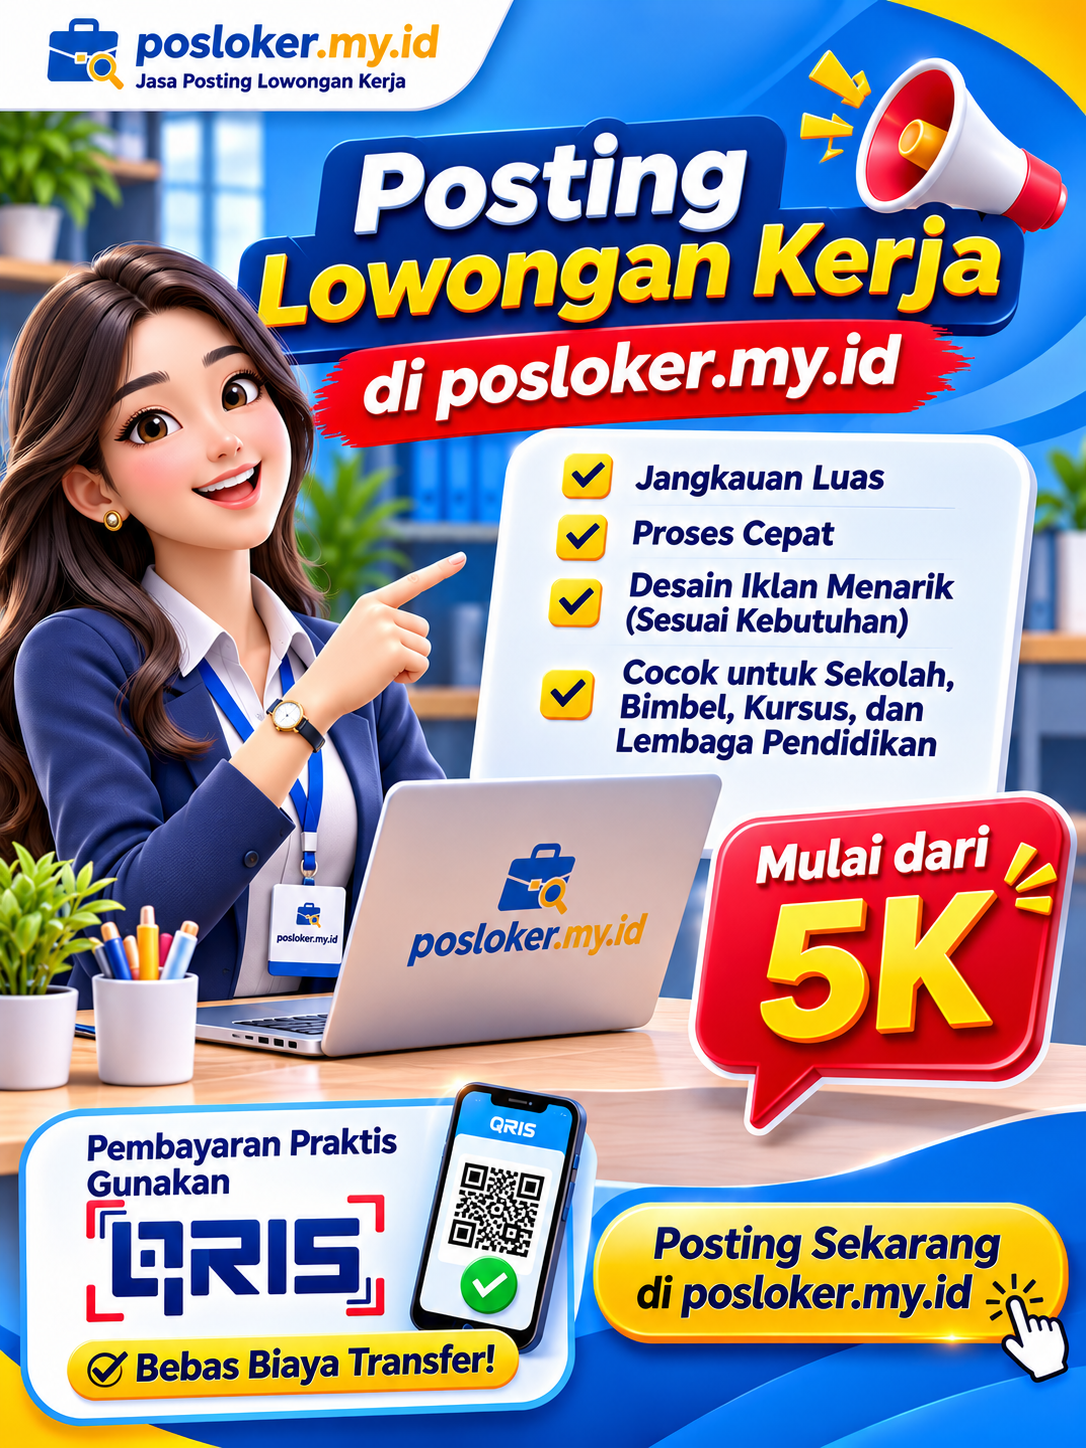 posloker.my.id
Jasa Posting Lowongan Kerja
Posting
Lowongan Kerja
di posloker.my.id
Jangkauan Luas
Proses Cepat
Desain Iklan Menarik
(Sesuai Kebutuhan)
Cocok untuk Sekolah,
Bimbel, Kursus, dan
Lembaga Pendidikan
posloker.my.id
posloker.my.id
Mulai dari
5K
Pembayaran Praktis
Gunakan
QRIS
QRIS
Bebas Biaya Transfer!
Posting Sekarang
di posloker.my.id